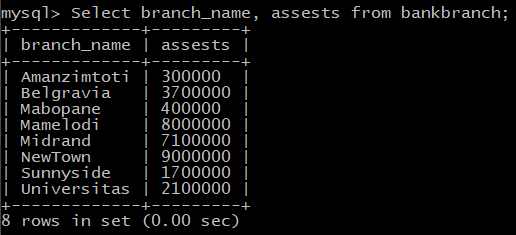 mysql> Select branch_name, assests from bankbranch;
+-------------+---------+
| branch_name | assests |
+-------------+---------+
| Amanzimtoti | 300000  |
| Belgravia   | 3700000 |
| Mabopane    | 400000  |
| Mamelodi    | 8000000 |
| Midrand     | 7100000 |
| NewTown     | 9000000 |
| Sunnyside   | 1700000 |
| Universitas | 2100000 |
+-------------+---------+
8 rows in set (0.00 sec)